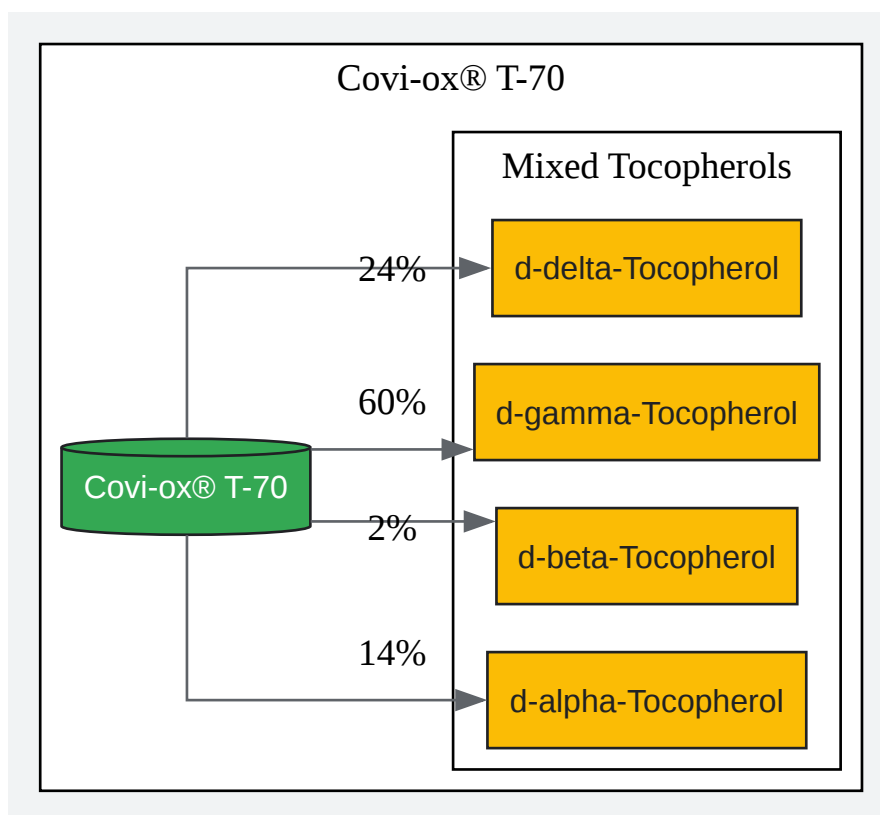 Covi-ox® T-70
Mixed Tocopherols
24%
d-delta-Tocopherol
60%
d-gamma-Tocopherol
Covi-ox® T-70
2%
d-beta-Tocopherol
14%
d-alpha-Tocopherol